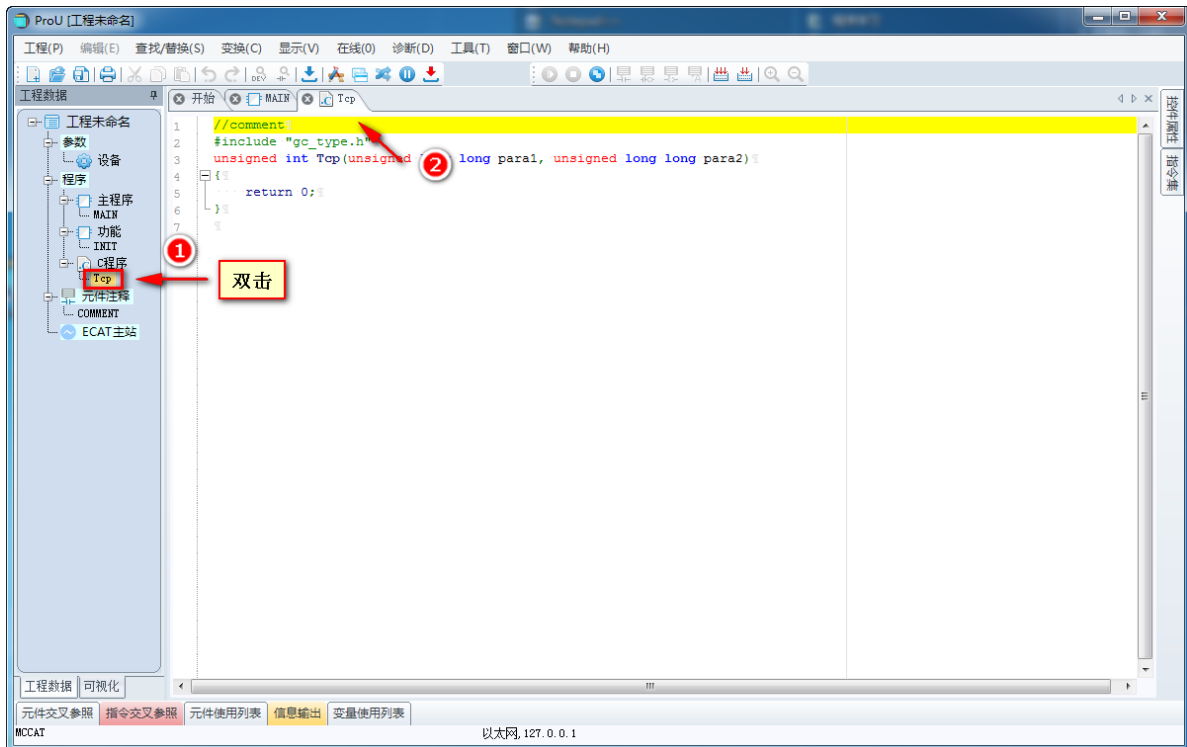 ProU [工程未命名]
工程(P) 编辑(E) 查找/替换(S) 变换(C) 显示(V) 在线(0) 诊断(D) 工具(T) 窗口(W) 帮助(H)
DEV
工程数据
开始 MAIN .C Tcp
工程未命名
参数
设备
程序
主程序
MAIN
功能
INIT
C程序
Tcp
元件注释
COMMENT
ECAT主站
1 //comment
2 #include "gc_type.h"
3 unsigned int Tcp(unsigned long para1, unsigned long long para2)
4 {
5 return 0;
6 }
7
1
双击
2
控件属性
指令集
工程数据 可视化
元件交叉参照 指令交叉参照 元件使用列表 信息输出 变量使用列表
MCCAT 以太网,127.0.0.1